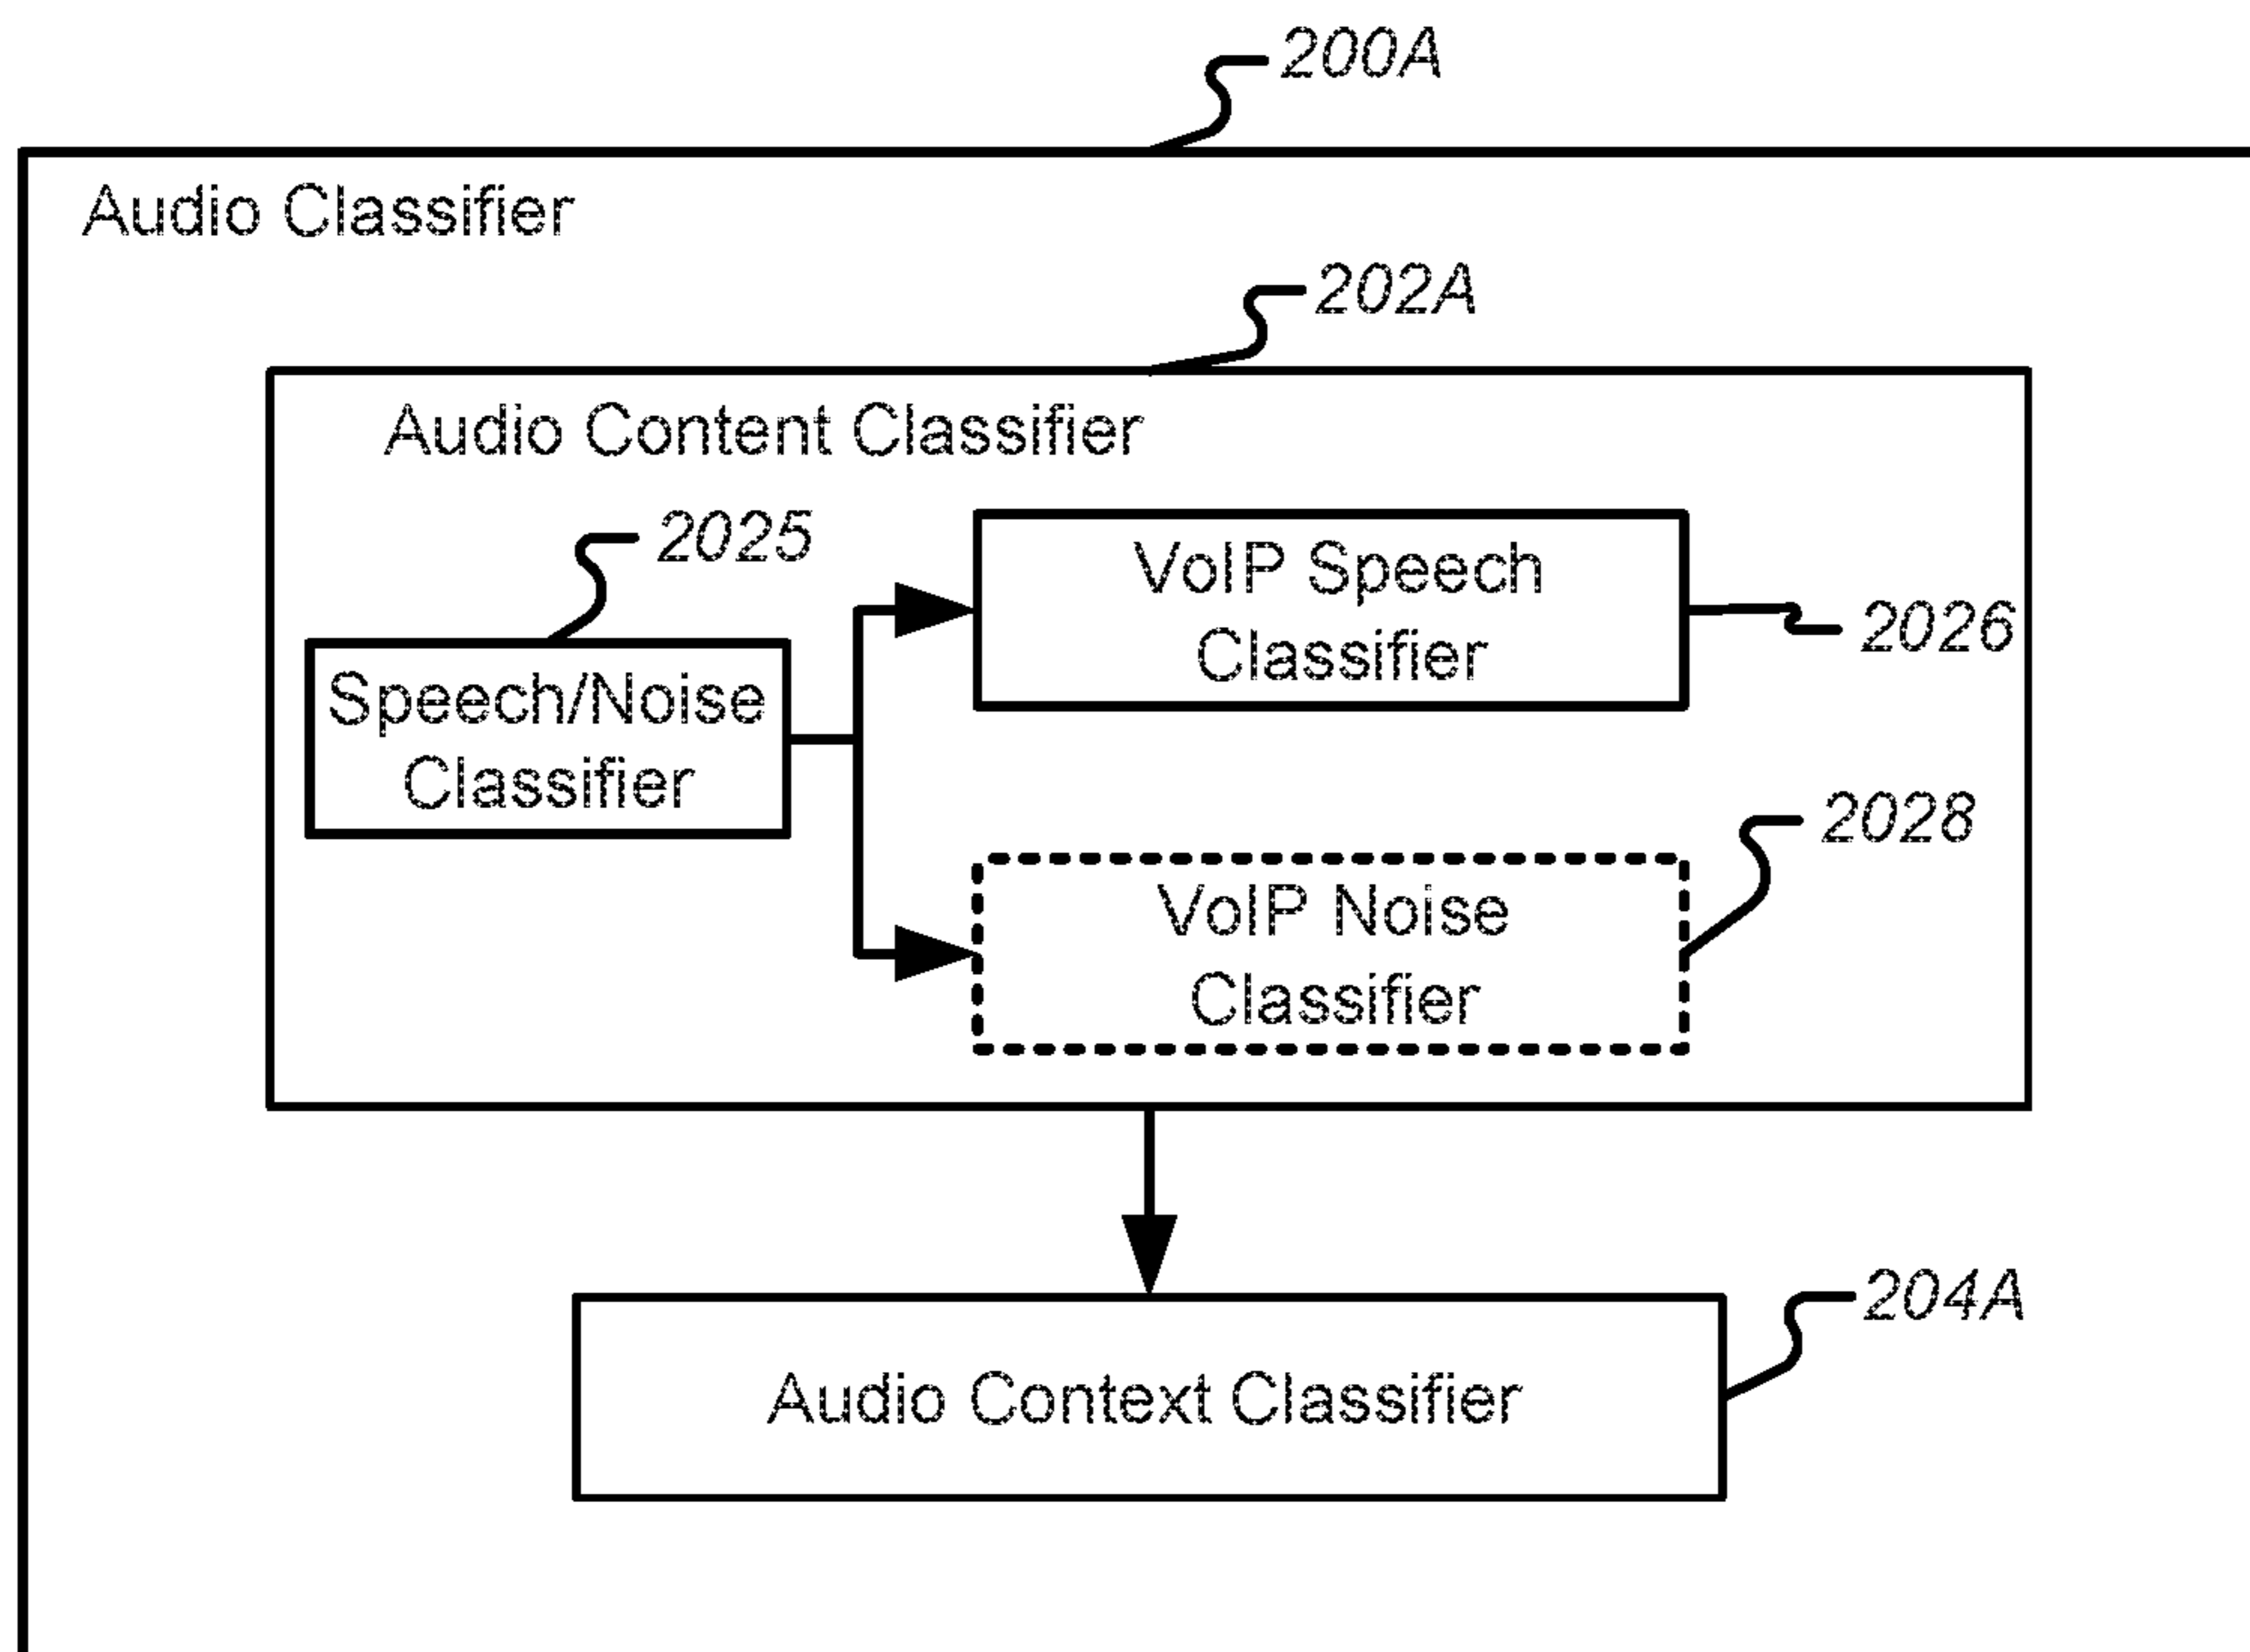 200A
Audio Classifier
202A
Audio Content Classifier
2025
VoIP Speech
Classifier
2026
Speech/Noise
Classifier
2028
VoIP Noise
Classifier
204A
Audio Context Classifier